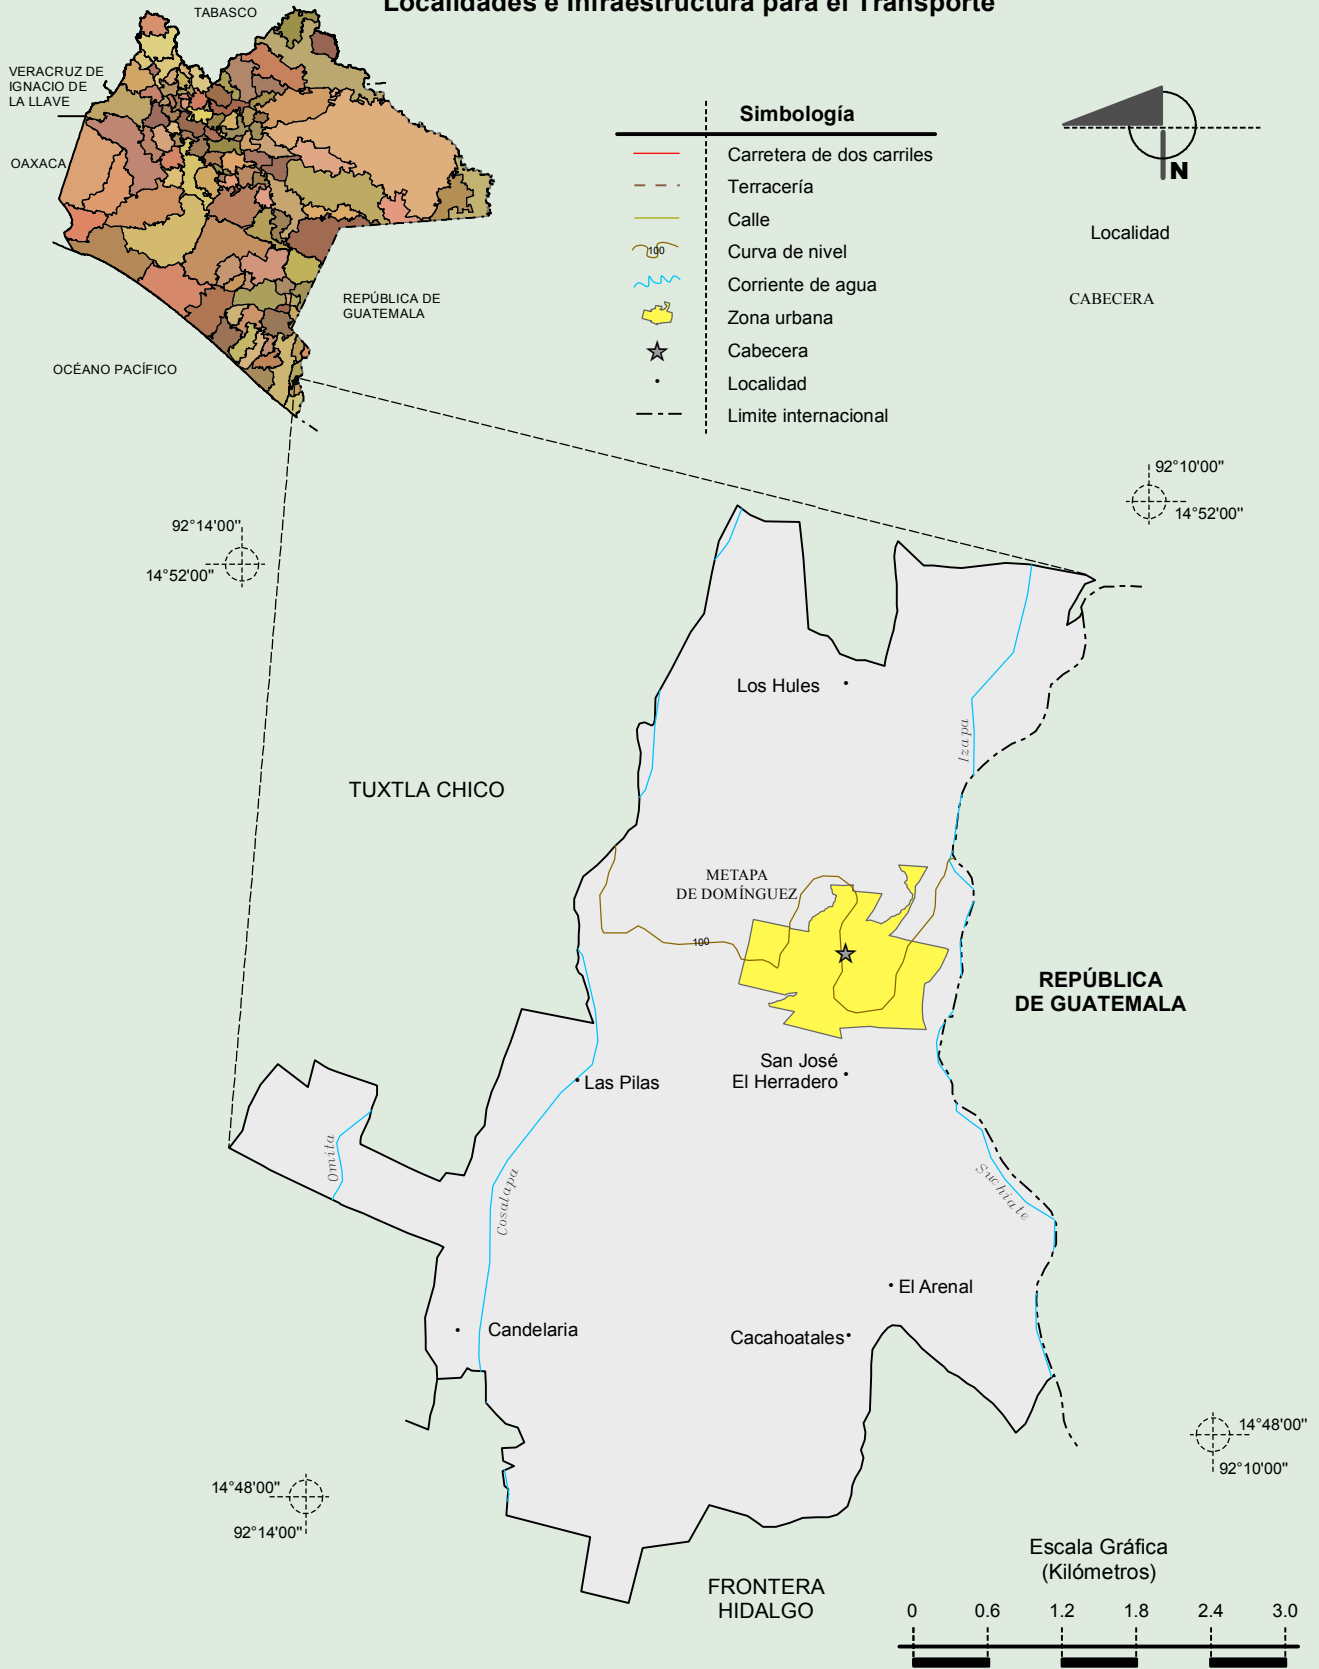 Localidades e Infraestructura para el Transporte
TABASCO
VERACRUZ DE
IGNACIO DE
LA LLAVE
OAXACA
REPÚBLICA DE
GUATEMALA
OCÉANO PACÍFICO
Simbología
Carretera de dos carriles
Terracería
Calle
100
Curva de nivel
Corriente de agua
Zona urbana
Cabecera
Localidad
Limite internacional
N
Localidad
CABECERA
92°14'00"
14°52'00"
92°10'00"
14°52'00"
Los Hules
Izapa
TUXTLA CHICO
METAPA
DE DOMÍNGUEZ
100
REPÚBLICA
DE GUATEMALA
San José
El Herradero
Las Pilas
Omita
Cosalapa
Suchiate
El Arenal
Candelaria
Cacahoatales
14°48'00"
92°14'00"
14°48'00"
92°10'00"
FRONTERA
HIDALGO
Escala Gráfica
(Kilómetros)
0 0.6 1.2 1.8 2.4 3.0